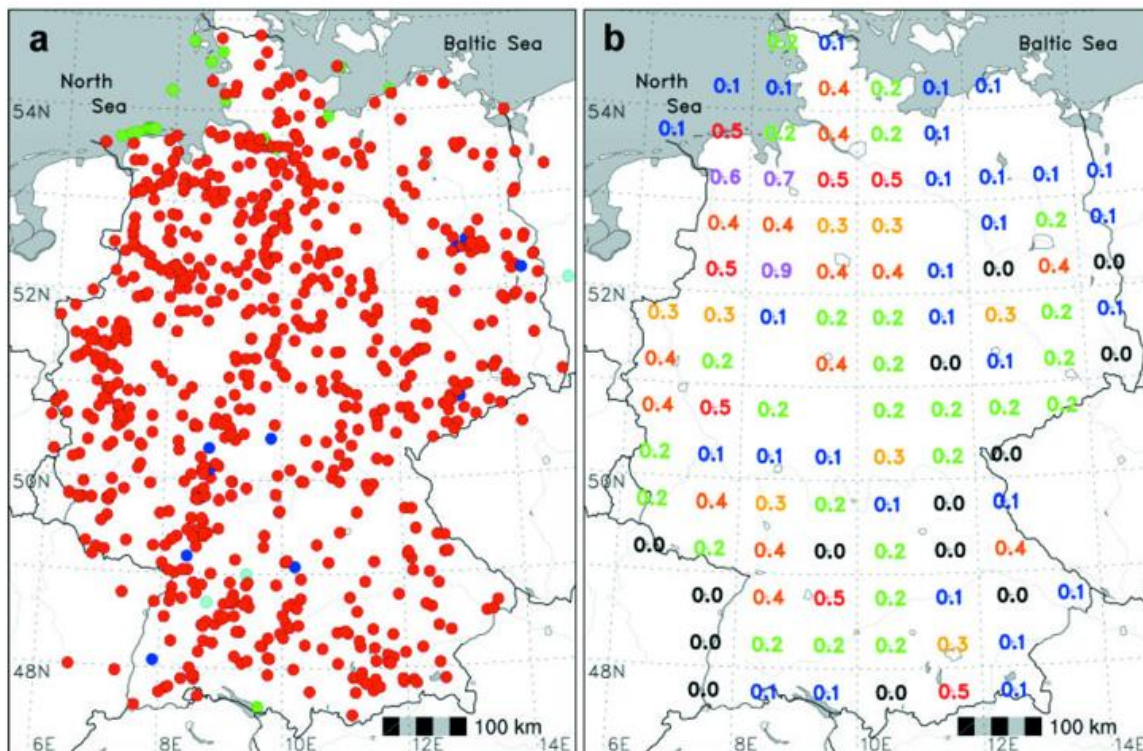 a
Baltic Sea
North
Sea
54N
52N
50N
48N
6E
8E
10E
12E
14E
100 km
b
Baltic Sea
North
Sea
54N
52N
50N
48N
6E
8E
10E
12E
14E
100 km
0.2 0.1
0.1 0.1 0.4 0.2 0.1 0.1
0.1 0.5 0.2 0.4 0.2 0.1
0.6 0.7 0.5 0.5 0.1 0.1 0.1 0.1
0.4 0.4 0.3 0.3 0.1 0.2 0.1
0.5 0.9 0.4 0.4 0.1 0.0 0.4 0.0
0.3 0.3 0.1 0.2 0.2 0.1 0.3 0.2 0.1
0.4 0.2 0.4 0.2 0.0 0.1 0.2 0.0
0.4 0.5 0.2 0.2 0.2 0.2 0.2
0.2 0.1 0.1 0.1 0.3 0.2 0.0
0.2 0.4 0.3 0.2 0.1 0.0 0.1
0.0 0.2 0.4 0.0 0.2 0.0 0.4
0.0 0.4 0.5 0.2 0.1 0.0 0.1
0.0 0.2 0.2 0.2 0.3 0.1
0.0 0.1 0.1 0.0 0.5 0.1